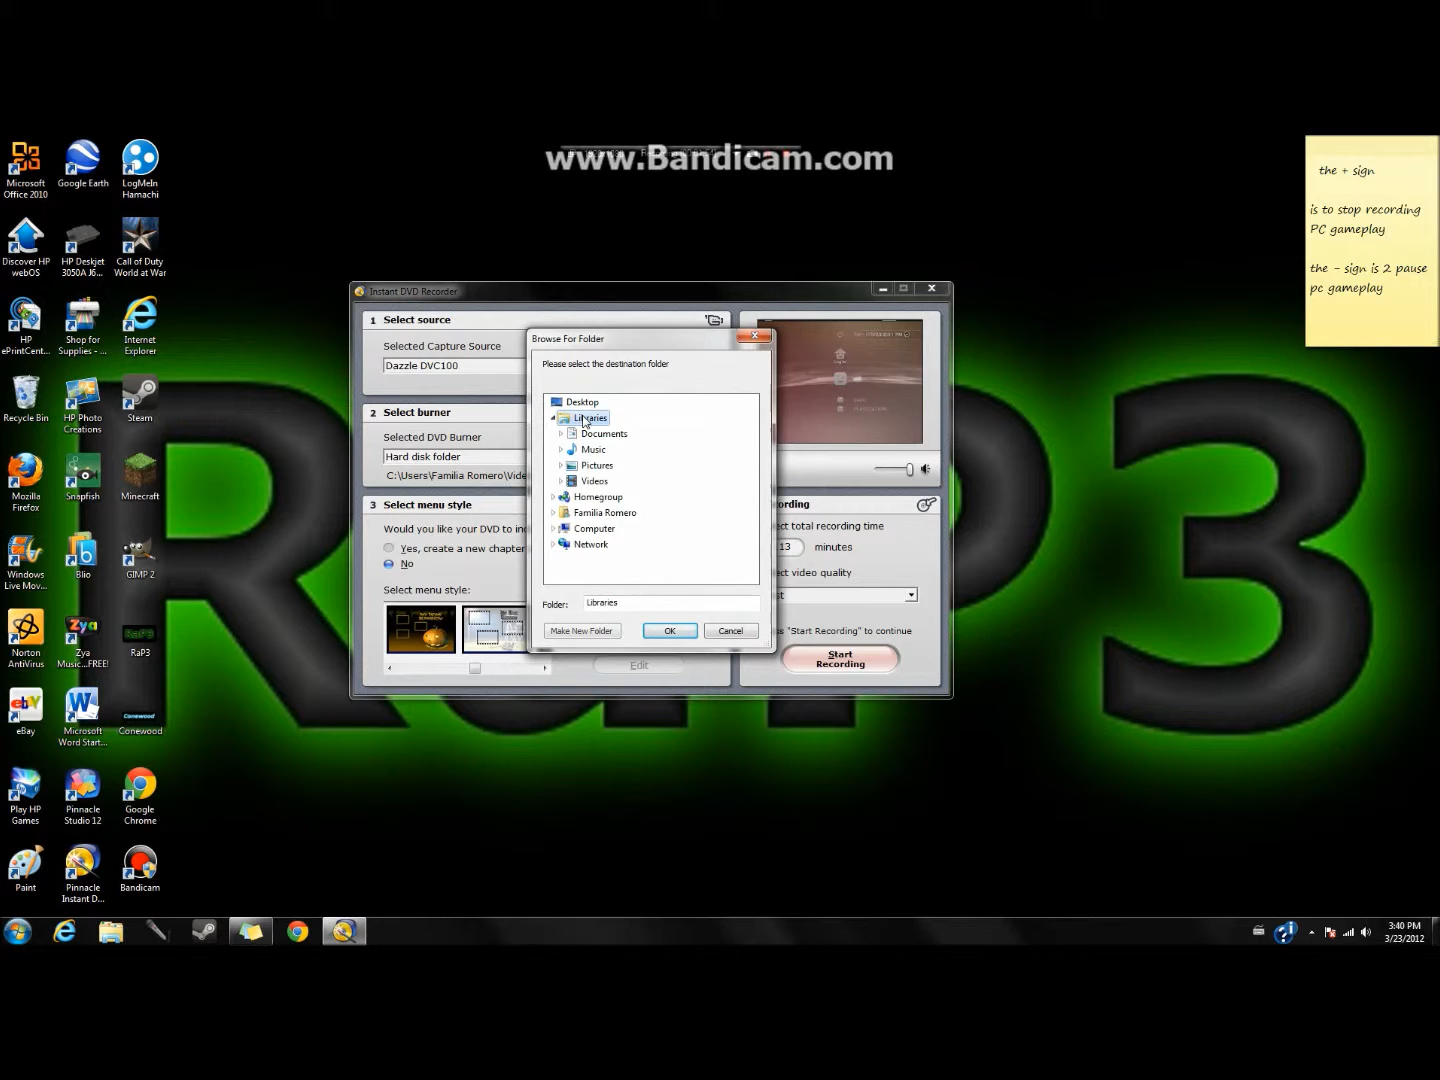 www.Bandicam.com
the + sign
is to stop recording
PC gameplay
the - sign is 2 pause
pc gameplay
Microsoft
Office 2010
Google Earth
LogMeIn
Hamachi
Discover HP
webOS
HP Deskjet
3050A J6...
Call of Duty
World at War
HP
ePrintCent...
Shop for
Supplies - ...
Internet
Explorer
Recycle Bin
HP Photo
Creations
Steam
Mozilla
Firefox
Snapfish
Minecraft
Windows
Live Mov...
Blio
GIMP 2
Norton
AntiVirus
Zya
Music...FREE!
RaP3
eBay
Microsoft
Word Start...
Conewood
Play HP
Games
Pinnacle
Studio 12
Google
Chrome
Paint
Pinnacle
Instant D...
Bandicam
RaP3
Instant DVD Recorder
1 Select source
Selected Capture Source
Dazzle DVC100
2 Select burner
Selected DVD Burner
Hard disk folder
C:\Users\Familia Romero\Vide
3 Select menu style
Would you like your DVD to in
Yes, create a new chapter
No
Select menu style:
Edit
Browse For Folder
Please select the destination folder
Desktop
Libraries
Documents
Music
Pictures
Videos
Homegroup
Familia Romero
Computer
Network
Folder: Libraries
Make New Folder OK Cancel
ording
ct total recording time
13 minutes
ct video quality
st
ss "Start Recording" to continue
Start
Recording
3:40 PM
3/23/2012